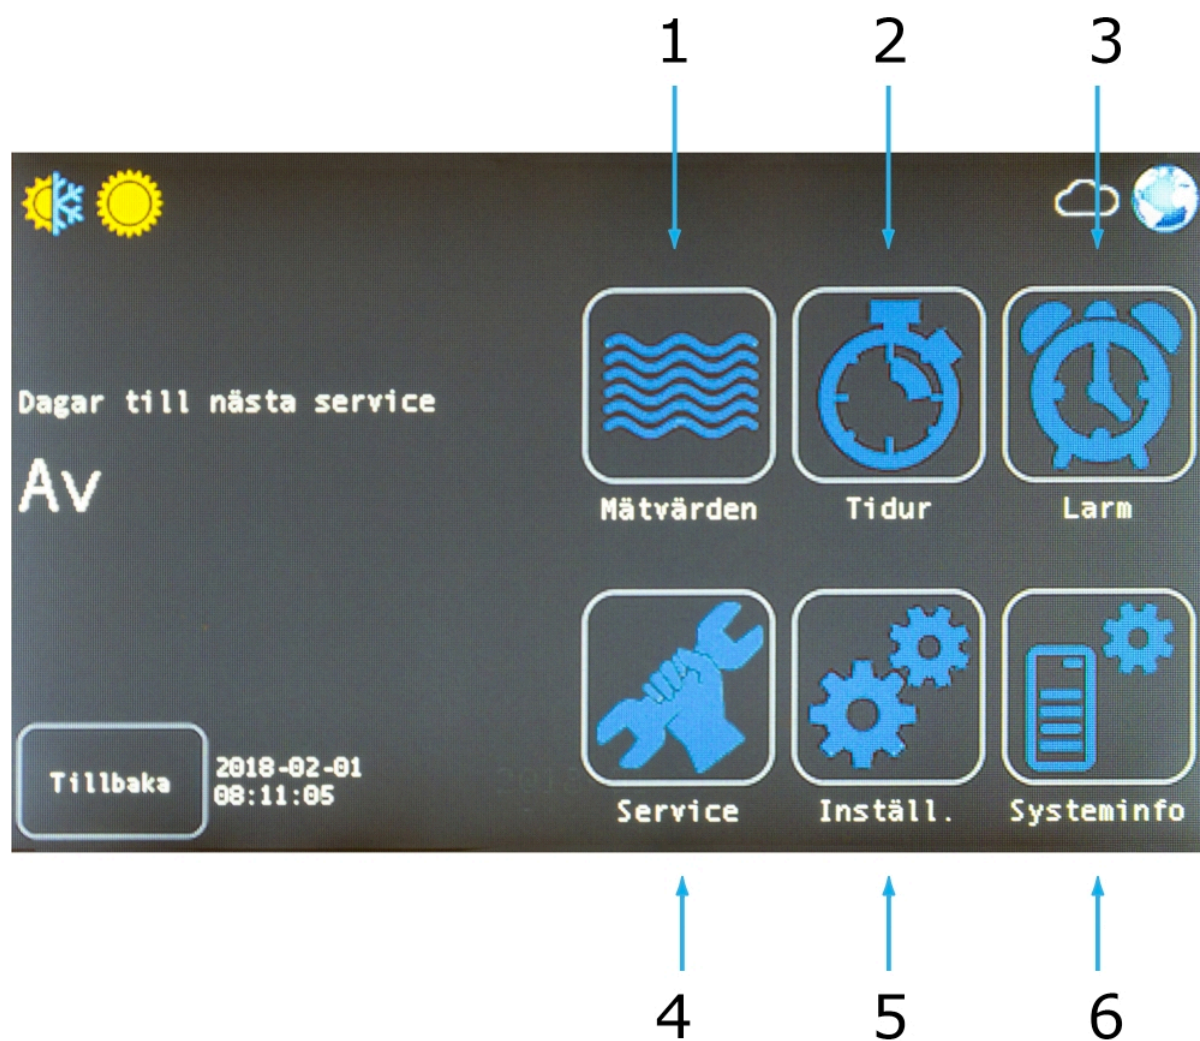 1 2 3
Dagar till nästa service
Av
Mätvärden Tidur Larm
Tillbaka
2018-02-01
08:11:05
Service Inställ. Systeminfo
4 5 6